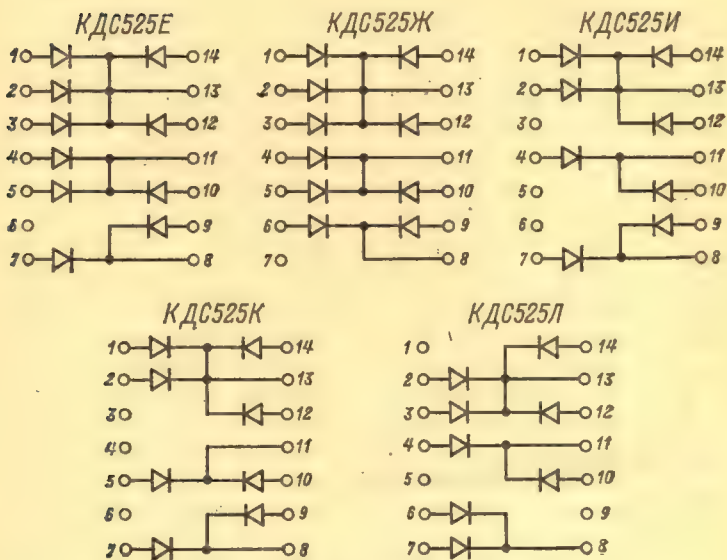 КДС525Е КДС525Ж КДС525И
1 14 1 14 1 14
2 13 2 13 2 13
3 12 3 12 3 12
4 11 4 11 4 11
5 10 5 10 5 10
6 9 6 9 6 9
7 8 7 8 7 8
КДС525К КДС525Л
1 14 1 14
2 13 2 13
3 12 3 12
4 11 4 11
5 10 5 10
6 9 6 9
7 8 7 8